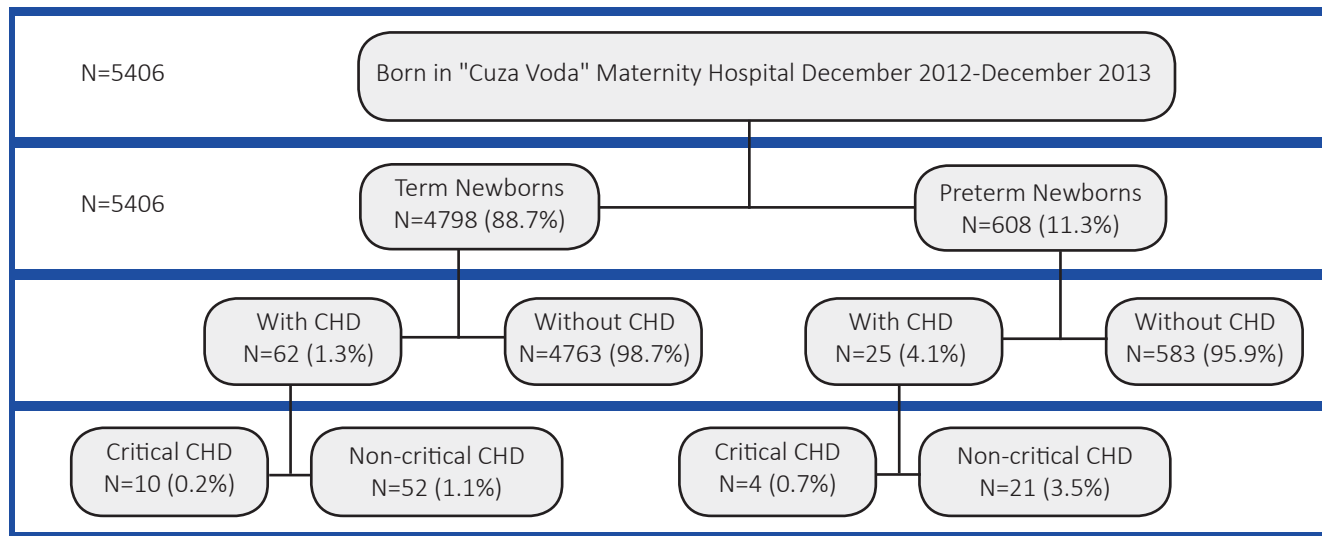 N=5406
Born in "Cuza Voda" Maternity Hospital December 2012-December 2013
N=5406
Term Newborns
N=4798 (88.7%)
Preterm Newborns
N=608 (11.3%)
With CHD
N=62 (1.3%)
Without CHD
N=4763 (98.7%)
With CHD
N=25 (4.1%)
Without CHD
N=583 (95.9%)
Critical CHD
N=10 (0.2%)
Non-critical CHD
N=52 (1.1%)
Critical CHD
N=4 (0.7%)
Non-critical CHD
N=21 (3.5%)